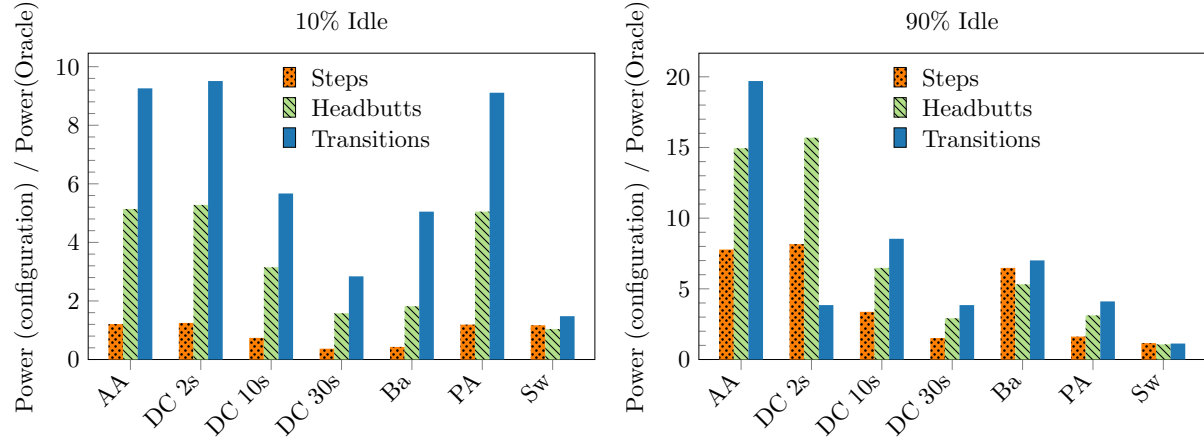 10% Idle
Power (configuration) / Power(Oracle)
10
8
6
4
2
0
Steps
Headbutts
Transitions
AA
DC 2s
DC 10s
DC 30s
Ba
PA
Sw
90% Idle
Power (configuration) / Power(Oracle)
20
15
10
5
0
Steps
Headbutts
Transitions
AA
DC 2s
DC 10s
DC 30s
Ba
PA
Sw